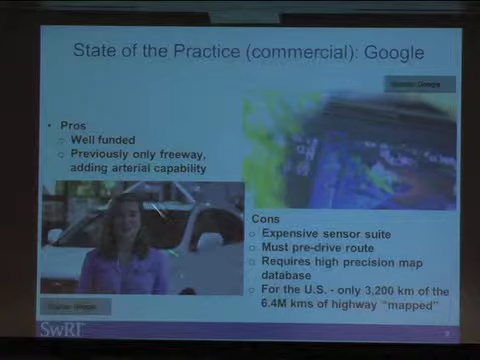 State of the Practice (commercial): Google
• Pros
○ Well funded
○ Previously only freeway,
adding arterial capability
Cons
○ Expensive sensor suite
○ Must pre-drive route
○ Requires high precision map
database
○ For the U.S. - only 3,200 km of the
6.4M kms of highway “mapped”
SwRI